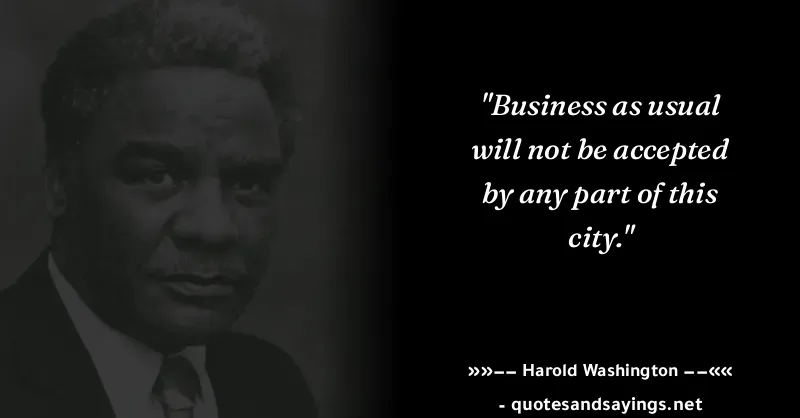 "Business as usual
will not be accepted
by any part of this
city."
»»−− Harold Washington −−««
- quotesandsayings.net